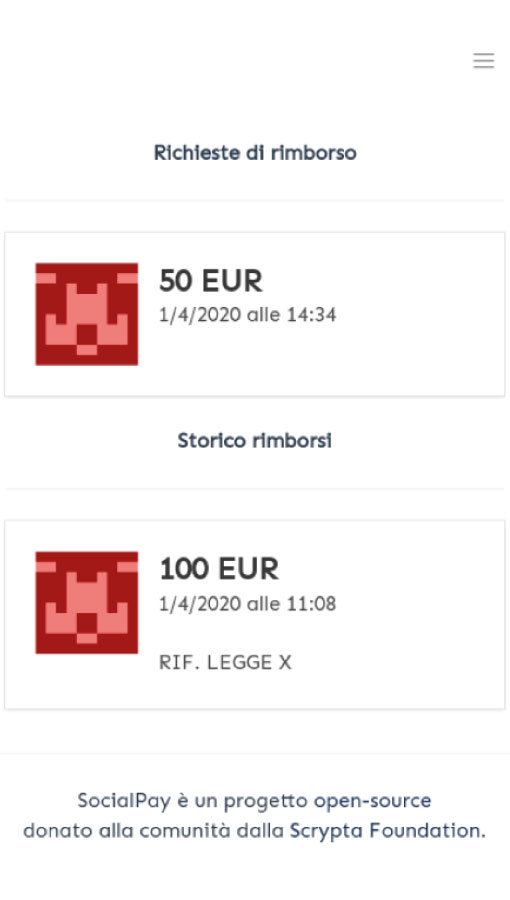 Richieste di rimborso
50 EUR
1/4/2020 alle 14:34
Storico rimborsi
100 EUR
1/4/2020 alle 11:08
RIF. LEGGE X
SocialPay è un progetto open-source
donato alla comunità dalla Scrypta Foundation.